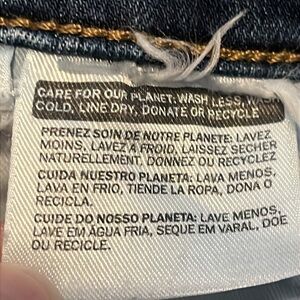 CARE FOR OUR PLANET: WASH LESS, WASH
COLD, LINE DRY, DONATE OR RECYCLE
PRENEZ SOIN DE NOTRE PLANETE: LAVEZ
MOINS, LAVEZ A FROID, LAISSEZ SECHER
NATURELLEMENT, DONNEZ OU RECYCLEZ
CUIDA NUESTRO PLANETA: LAVA MENOS,
LAVA EN FRIO, TIENDE LA ROPA, DONA O
RECICLA.
CUIDE DO NOSSO PLANETA: LAVE MENOS,
LAVE EM ÁGUA FRIA, SEQUE EM VARAL, DOE
OU RECICLE.